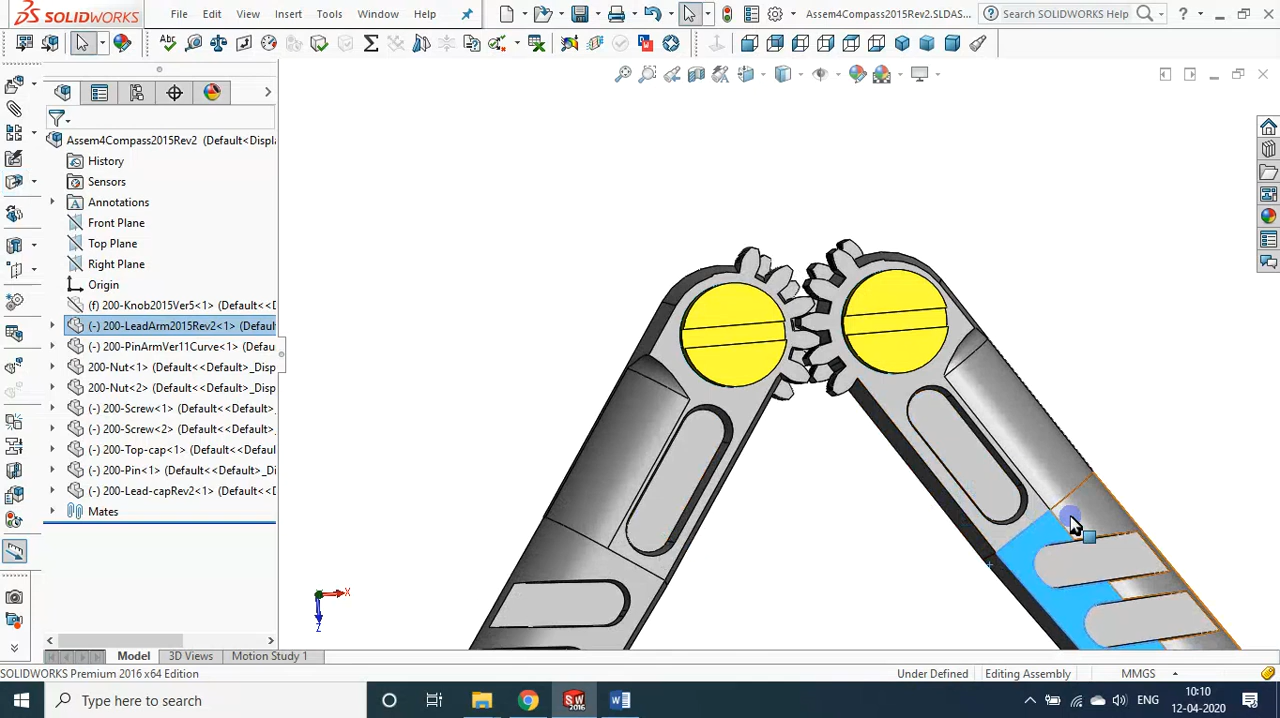 SOLIDWORKS
File Edit View Insert Tools Window Help
Assem4Compass2015Rev2.SLDAS...
Search SOLIDWORKS Help
Assem4Compass2015Rev2 (Default<Displ
History
Sensors
Annotations
Front Plane
Top Plane
Right Plane
Origin
(f) 200-Knob2015Ver5<1> (Default<<D
(-) 200-LeadArm2015Rev2<1> (Defaul
(-) 200-PinArmVer11Curve<1> (Defau
200-Nut<1> (Default<Default>_Disp
200-Nut<2> (Default<Default>_Disp
(-) 200-Screw<1> (Default<<Default>
(-) 200-Screw<2> (Default<<Default>
(-) 200-Top-cap<1> (Default<<Defaul
(-) 200-Pin<1> (Default<Default>_Di
(-) 200-Lead-capRev2<1> (Default<<D
Mates
X
Z
Model 3D Views Motion Study 1
SOLIDWORKS Premium 2016 x64 Edition
Under Defined Editing Assembly MMGS
Type here to search
SW
2016
ENG
10:10
12-04-2020